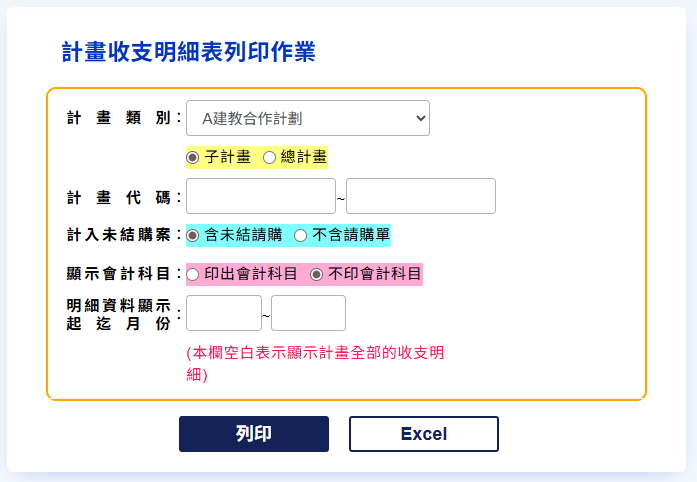 計畫收支明細表列印作業
計畫類別： A建教合作計劃
子計畫 總計畫
計畫代碼： ~
計入未結購案： 含未結請購 不含請購單
顯示會計科目： 印出會計科目 不印會計科目
明細資料顯示
起迄月份： ~
(本欄空白表示顯示計畫全部的收支明
細)
列印 Excel